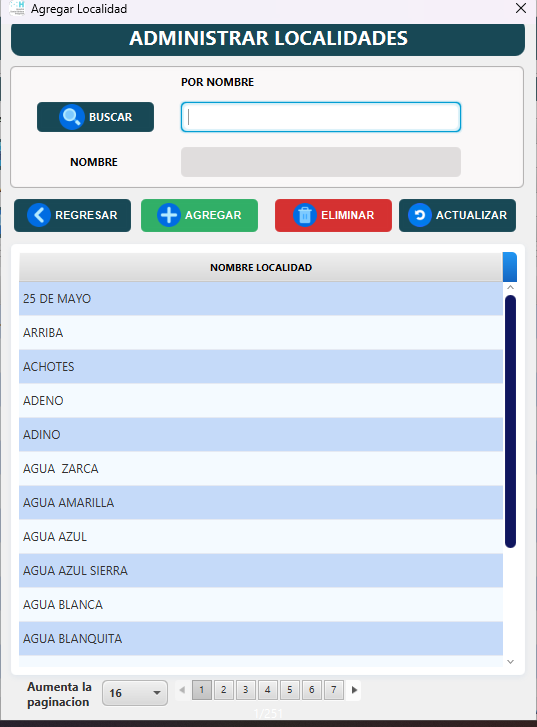 Agregar Localidad
ADMINISTRAR LOCALIDADES
POR NOMBRE
BUSCAR
NOMBRE
REGRESAR AGREGAR ELIMINAR ACTUALIZAR
NOMBRE LOCALIDAD
25 DE MAYO
ARRIBA
ACHOTES
ADENO
ADINO
AGUA  ZARCA
AGUA AMARILLA
AGUA AZUL
AGUA AZUL SIERRA
AGUA BLANCA
AGUA BLANQUITA
Aumenta la
paginacion
16
1 2 3 4 5 6 7
1/251